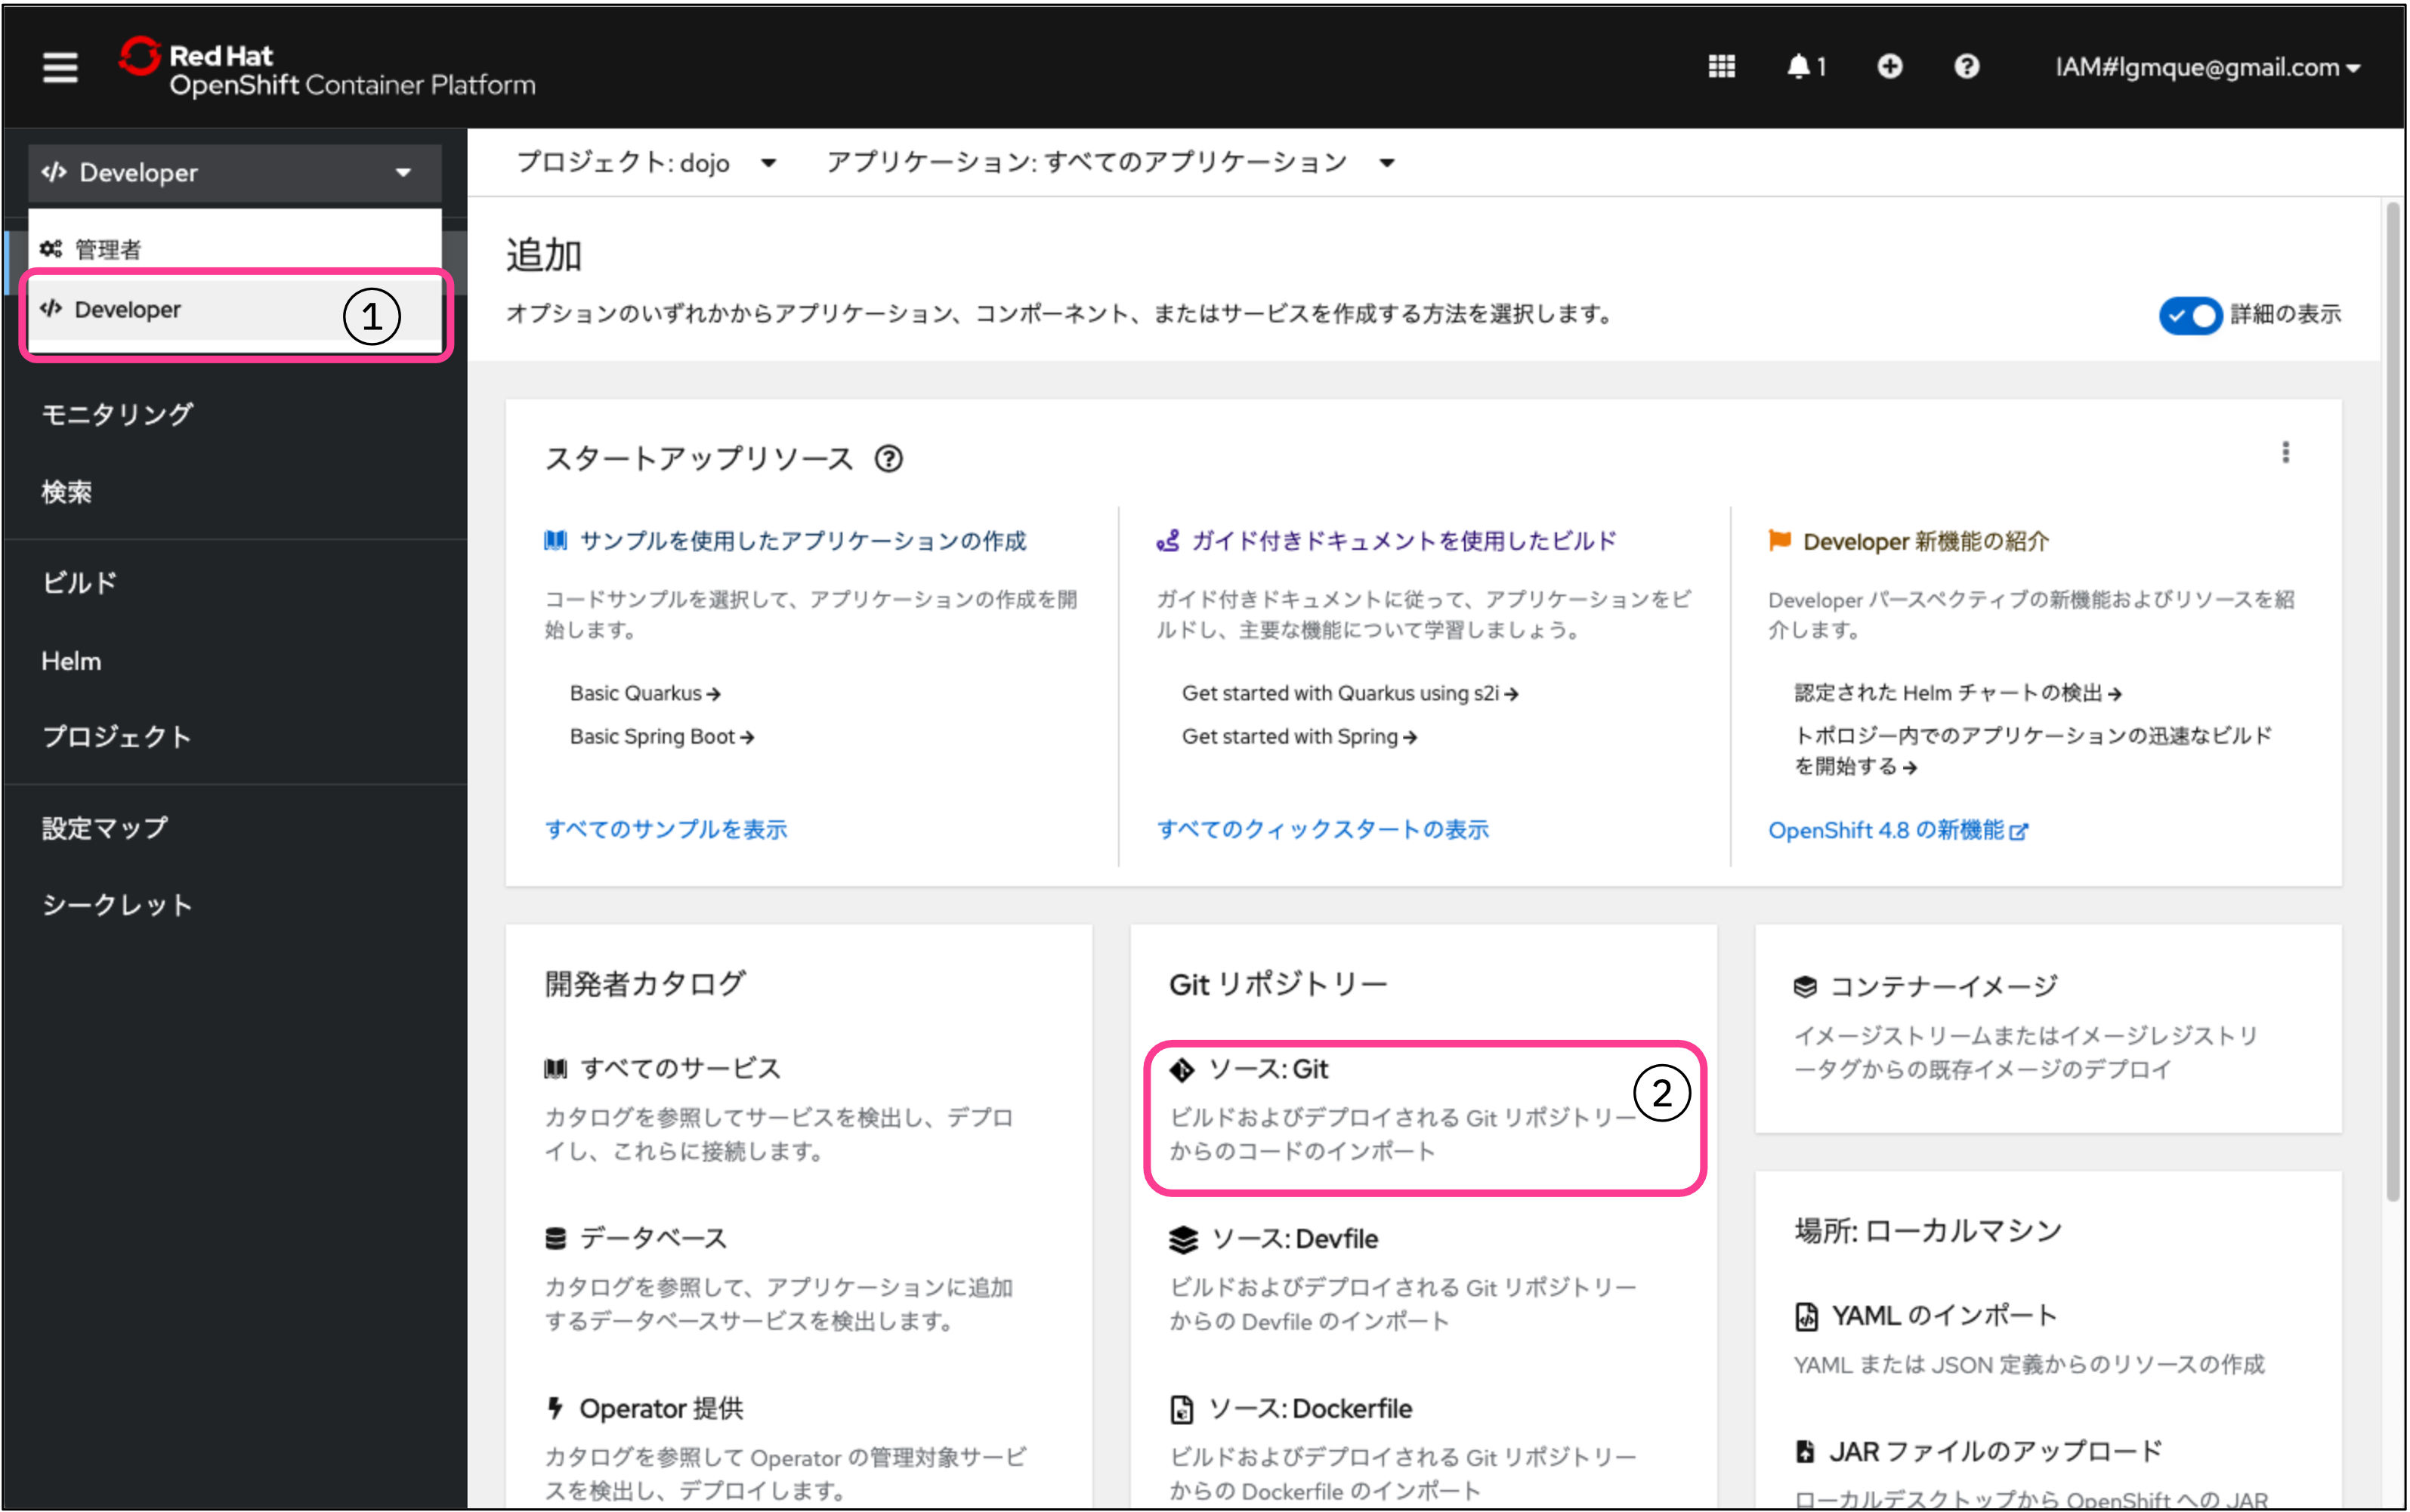 Red Hat
OpenShift Container Platform
1
IAM#lgmque@gmail.com
Developer
管理者
Developer
①
モニタリング
検索
ビルド
Helm
プロジェクト
設定マップ
シークレット
プロジェクト: dojo
アプリケーション: すべてのアプリケーション
追加
オプションのいずれかからアプリケーション、コンポーネント、またはサービスを作成する方法を選択します。
詳細の表示
スタートアップリソース
サンプルを使用したアプリケーションの作成
コードサンプルを選択して、アプリケーションの作成を開
始します。
Basic Quarkus→
Basic Spring Boot→
すべてのサンプルを表示
ガイド付きドキュメントを使用したビルド
ガイド付きドキュメントに従って、アプリケーションをビ
ルドし、主要な機能について学習しましょう。
Get started with Quarkus using s2i→
Get started with Spring→
すべてのクィックスタートの表示
Developer 新機能の紹介
Developer パースペクティブの新機能およびリソースを紹
介します。
認定された Helm チャートの検出→
トポロジー内でのアプリケーションの迅速なビルド
を開始する→
OpenShift 4.8 の新機能
開発者カタログ
すべてのサービス
カタログを参照してサービスを検出し、デプロ
イし、これらに接続します。
データベース
カタログを参照して、アプリケーションに追加
するデータベースサービスを検出します。
Operator 提供
カタログを参照して Operator の管理対象サービ
スを検出し、デプロイします。
Git リポジトリー
ソース: Git
②
ビルドおよびデプロイされる Git リポジトリー
からのコードのインポート
ソース: Devfile
ビルドおよびデプロイされる Git リポジトリー
からの Devfile のインポート
ソース: Dockerfile
ビルドおよびデプロイされる Git リポジトリー
からの Dockerfile のインポート
コンテナーイメージ
イメージストリームまたはイメージレジストリ
ータグからの既存イメージのデプロイ
場所: ローカルマシン
YAML のインポート
YAML または JSON 定義からのリソースの作成
JAR ファイルのアップロード
ローカルデスクトップから OpenShift への JAR